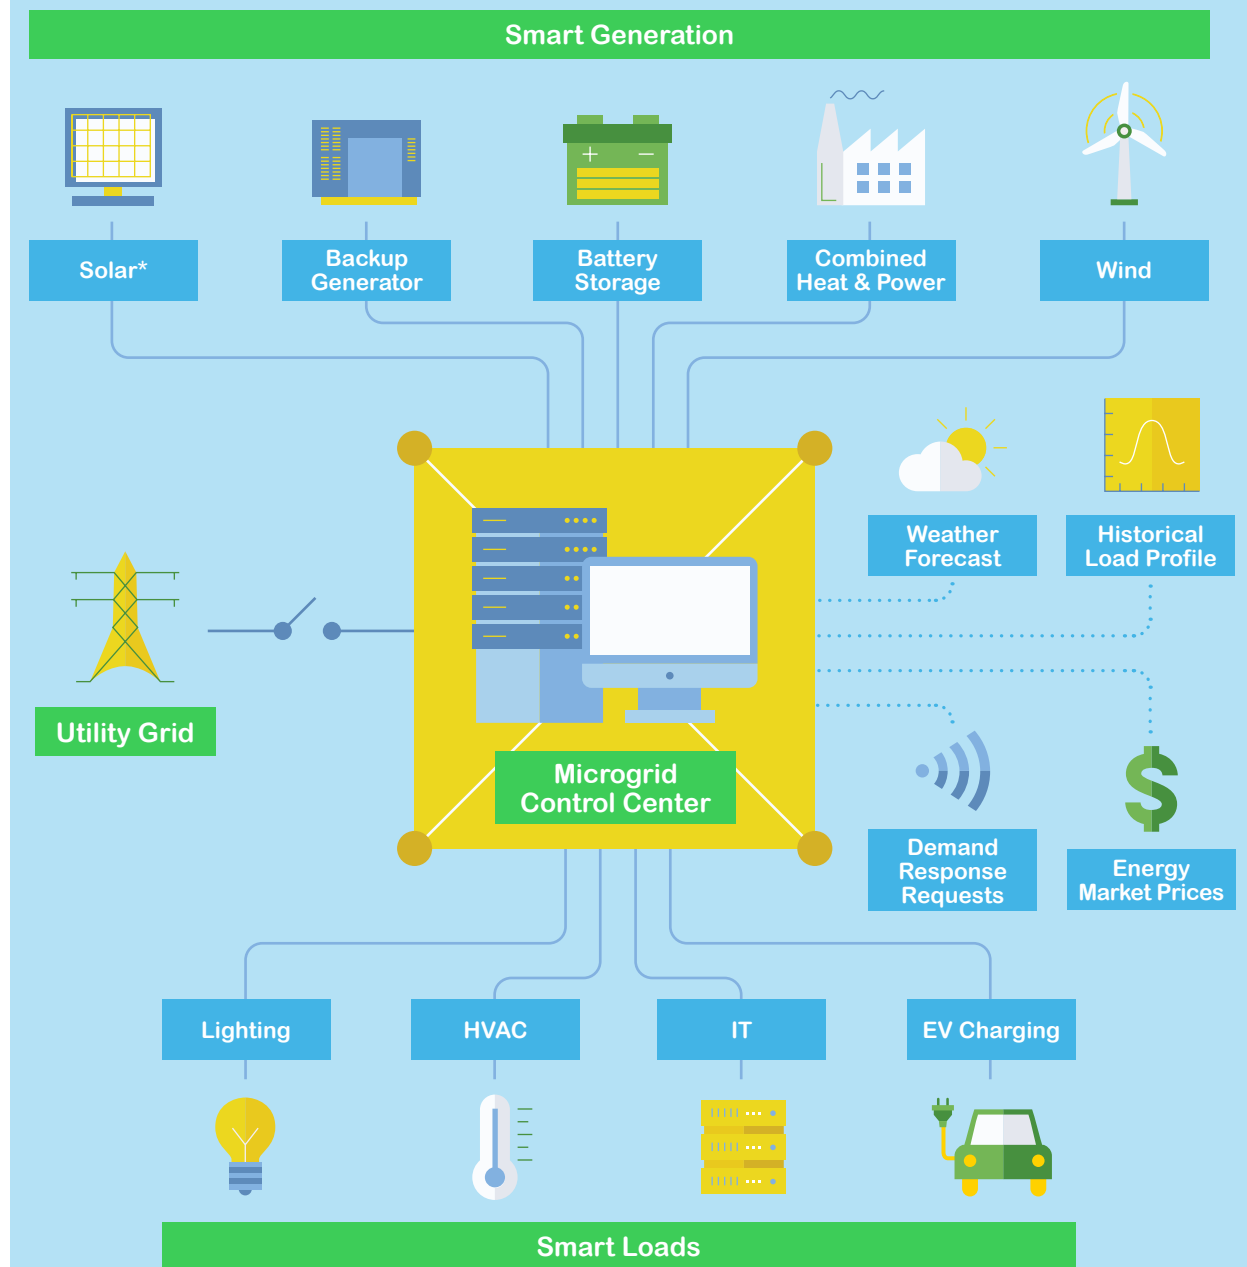 Smart Generation
Solar*
Backup
Generator
Battery
Storage
Combined
Heat & Power
Wind
Weather
Forecast
Historical
Load Profile
Utility Grid
Microgrid
Control Center
Demand
Response
Requests
Energy
Market Prices
Lighting
HVAC
IT
EV Charging
Smart Loads